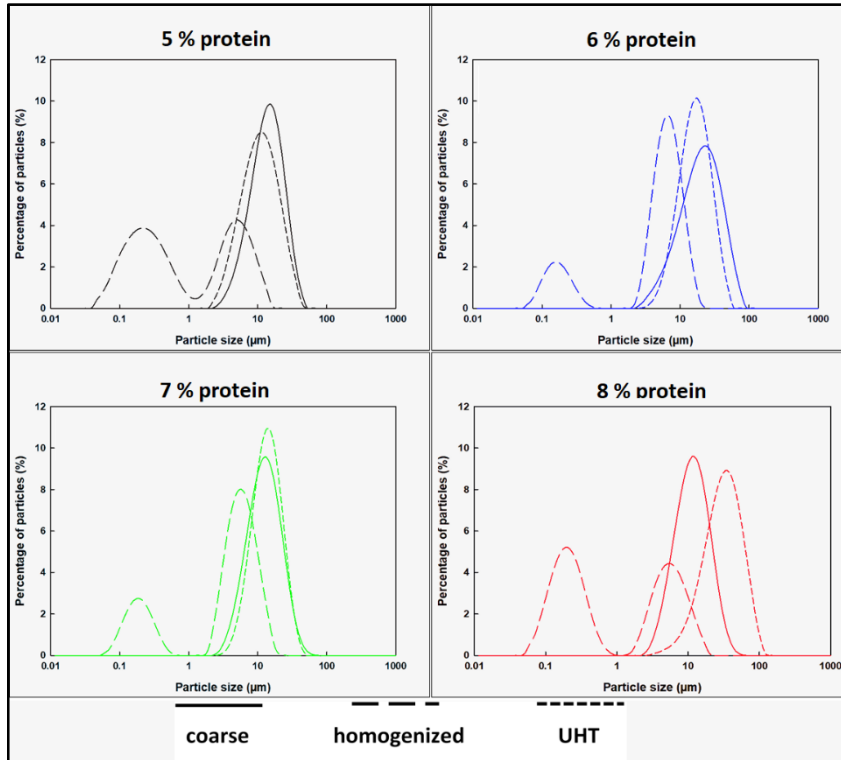 5 % protein
12
10
8
6
4
2
0
Percentage of particles (%)
0.01 0.1 1 10 100 1000
Particle size (µm)
6 % protein
12
10
8
6
4
2
0
Percentage of particles (%)
0.01 0.1 1 10 100 1000
Particle size (µm)
7 % protein
12
10
8
6
4
2
0
Percentage of particles (%)
0.01 0.1 1 10 100 1000
Particle size (µm)
8 % protein
12
10
8
6
4
2
0
Percentage of particles (%)
0.01 0.1 1 10 100 1000
Particle size (µm)
coarse homogenized UHT